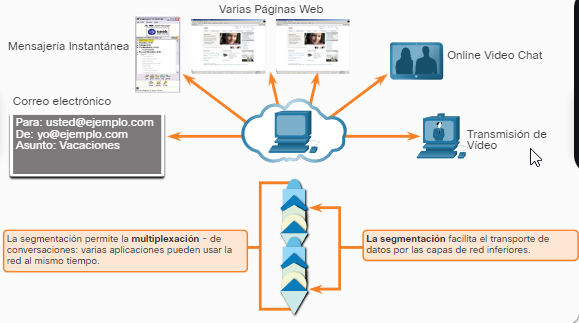 Varias Páginas Web
Mensajería Instantánea
Online Video Chat
Correo electrónico
Para: usted@ejemplo.com
De: yo@ejemplo.com
Asunto: Vacaciones
Transmisión de
Vídeo
La segmentación permite la multiplexación - de
conversaciones: varias aplicaciones pueden usar la
red al mismo tiempo.
La segmentación facilita el transporte de
datos por las capas de red inferiores.